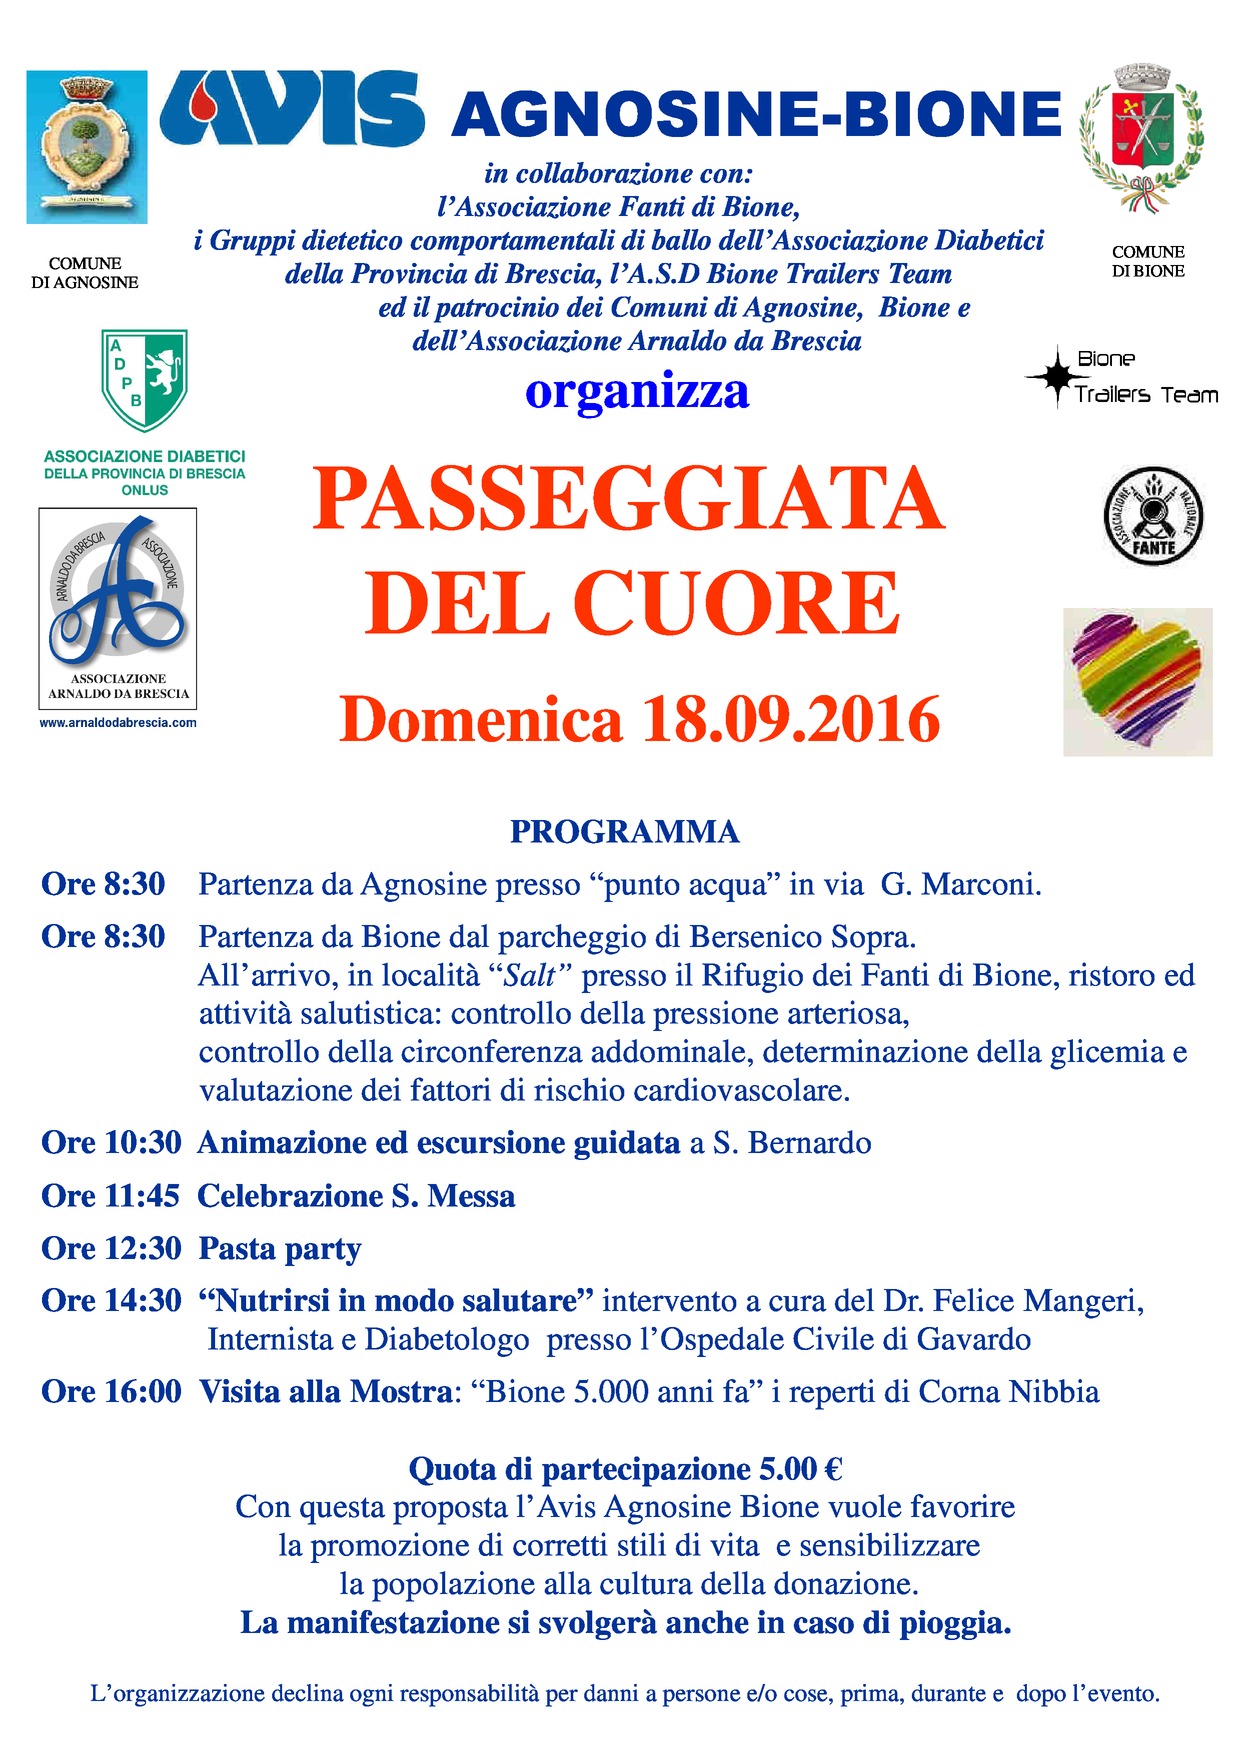 AVIS AGNOSINE-BIONE
in collaborazione con:
l’Associazione Fanti di Bione,
i Gruppi dietetico comportamentali di ballo dell’Associazione Diabetici
della Provincia di Brescia, l’A.S.D Bione Trailers Team
ed il patrocinio dei Comuni di Agnosine, Bione e
dell’Associazione Arnaldo da Brescia
organizza
AGNOSINE
COMUNE
DI AGNOSINE
COMUNE
DI BIONE
A
D
P
B
ASSOCIAZIONE DIABETICI
DELLA PROVINCIA DI BRESCIA
ONLUS
Bione
Trailers Team
ARNALDO DA BRESCIA ASSOCIAZIONE
ASSOCIAZIONE
ARNALDO DA BRESCIA
www.arnaldodabrescia.com
ASSOCIAZIONE NAZIONALE
FANTE
PASSEGGIATA
DEL CUORE
Domenica 18.09.2016
PROGRAMMA
Ore 8:30 Partenza da Agnosine presso “punto acqua” in via G. Marconi.
Ore 8:30 Partenza da Bione dal parcheggio di Bersenico Sopra.
All’arrivo, in località “Salt” presso il Rifugio dei Fanti di Bione, ristoro ed
attività salutistica: controllo della pressione arteriosa,
controllo della circonferenza addominale, determinazione della glicemia e
valutazione dei fattori di rischio cardiovascolare.
Ore 10:30 Animazione ed escursione guidata a S. Bernardo
Ore 11:45 Celebrazione S. Messa
Ore 12:30 Pasta party
Ore 14:30 “Nutrirsi in modo salutare” intervento a cura del Dr. Felice Mangeri,
Internista e Diabetologo presso l’Ospedale Civile di Gavardo
Ore 16:00 Visita alla Mostra: “Bione 5.000 anni fa” i reperti di Corna Nibbia
Quota di partecipazione 5.00 €
Con questa proposta l’Avis Agnosine Bione vuole favorire
la promozione di corretti stili di vita e sensibilizzare
la popolazione alla cultura della donazione.
La manifestazione si svolgerà anche in caso di pioggia.
L’organizzazione declina ogni responsabilità per danni a persone e/o cose, prima, durante e dopo l’evento.